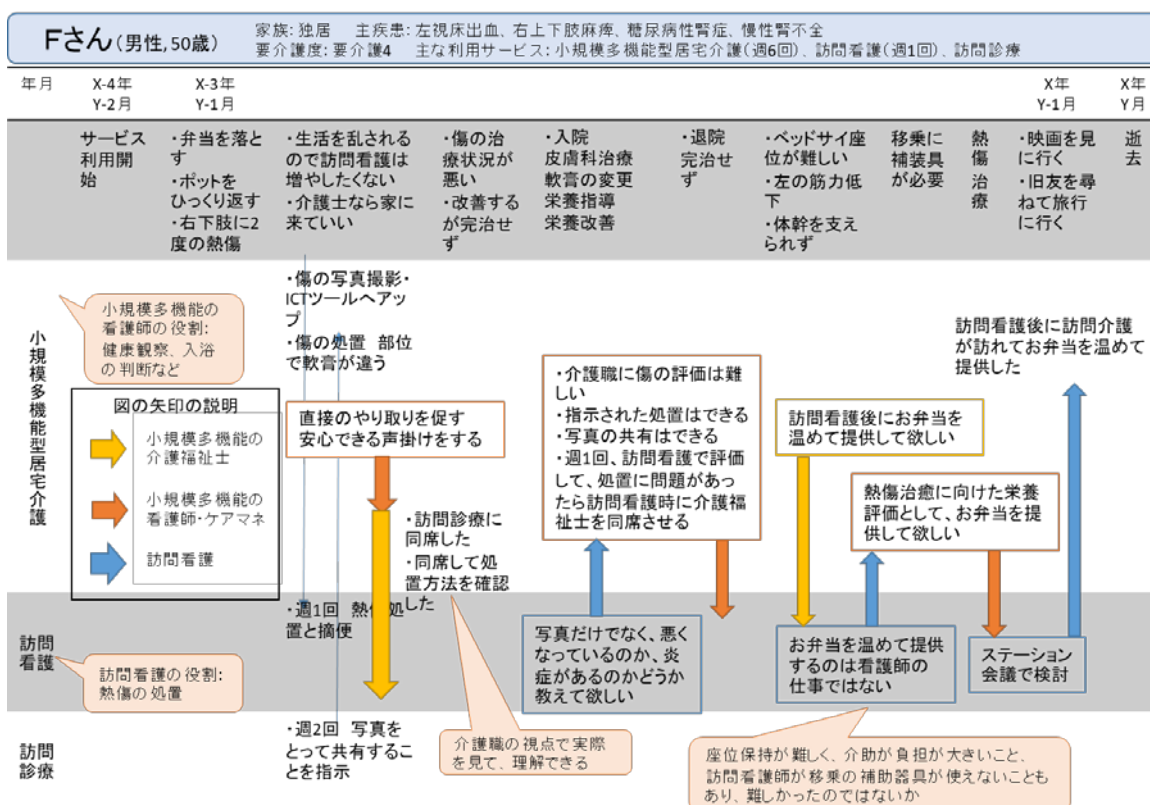 Fさん(男性,50歳)
家族: 独居　主疾患: 左視床出血、右上下肢麻痺、糖尿病性腎症、慢性腎不全
要介護度: 要介護4　主な利用サービス: 小規模多機能型居宅介護(週6回)、訪問看護(週1回)、訪問診療
年月
X-4年
Y-2月
X-3年
Y-1月
X年
Y-1月
X年
Y月
サービス
利用開
始
・弁当を落と
す
・ポットを
ひっくり返す
・右下肢に2
度の熱傷
・生活を乱される
ので訪問看護は
増やしたくない
・介護士なら家に
来ていい
・傷の治
療状況が
悪い
・改善する
が完治せ
ず
・入院
皮膚科治療
軟膏の変更
栄養指導
栄養改善
・退院
完治せ
ず
・ベッドサイ座
位が難しい
・左の筋力低
下
・体幹を支え
られず
移乗に
補装具
が必要
熱傷治療
・映画を見
に行く
・旧友を尋
ねて旅行
に行く
逝去
小規模多機能型居宅介護
小規模多機能の
看護師の役割:
健康観察、入浴
の判断など
図の矢印の説明
小規模多機能の
介護福祉士
小規模多機能の
看護師・ケアマネ
訪問看護
・傷の写真撮影・
ICTツールへアッ
プ
・傷の処置 部位
で軟膏が違う
直接のやり取りを促す
安心できる声掛けをする
・訪問診療に
同席した
・同席して処
置方法を確認
した
・介護職に傷の評価は難
しい
・指示された処置はできる
・写真の共有はできる
・週1回、訪問看護で評価
して、処置に問題があっ
たら訪問看護時に介護福
祉士を同席させる
訪問看護後にお弁当を
温めて提供して欲しい
熱傷治癒に向けた栄養
評価として、お弁当を提
供して欲しい
訪問看護後に訪問介護
が訪れてお弁当を温めて
提供した
訪問
看護
訪問看護の役割:
熱傷の処置
・週1回 熱傷処
置と摘便
写真だけでなく、悪く
なっているのか、炎
症があるのかどうか
教えて欲しい
お弁当を温めて提供
するのは看護師の
仕事ではない
ステーション
会議で検討
訪問
診療
・週2回 写真を
とって共有するこ
とを指示
介護職の視点で実際
を見て、理解できる
座位保持が難しく、介助が負担が大きいこと、
訪問看護師が移乗の補助器具が使えないことも
あり、難しかったのではないか